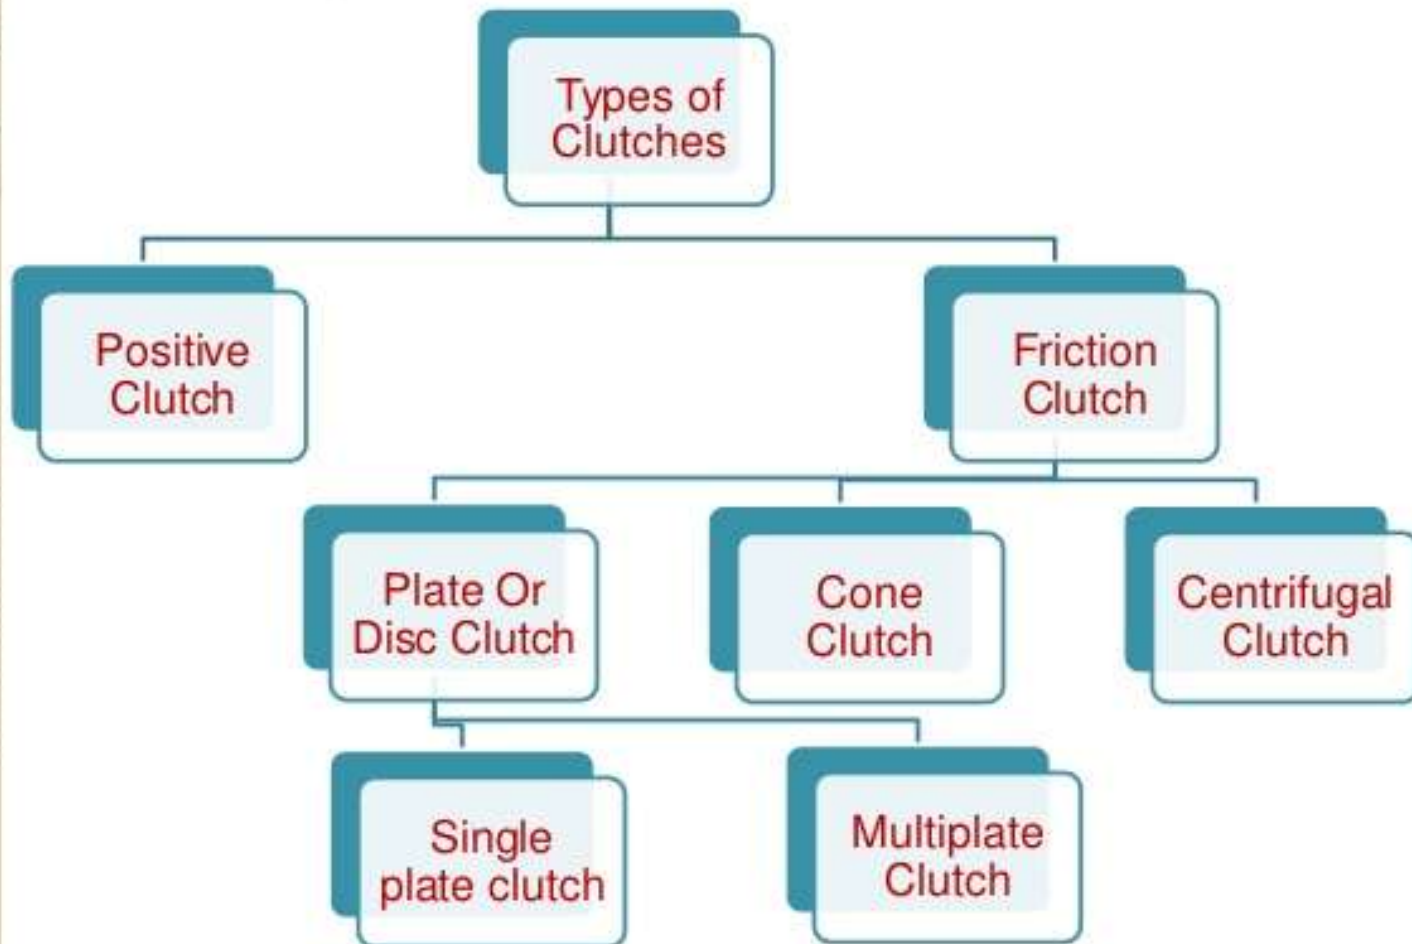 Types of
Clutches
Positive
Clutch
Friction
Clutch
Plate Or
Disc Clutch
Cone
Clutch
Centrifugal
Clutch
Single
plate clutch
Multiplate
Clutch